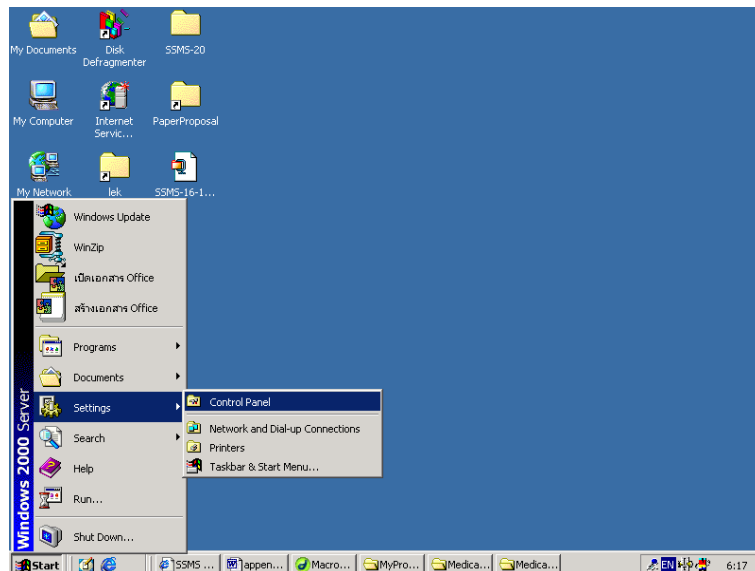 My Documents
Disk
Defragmenter
SSMS-20
My Computer
Internet
Servic...
PaperProposal
My Network
lek
SSMS-16-1...
Windows Update
WinZip
เปิดเอกสาร Office
สร้างเอกสาร Office
Programs
Documents
Settings
Search
Help
Run...
Shut Down...
Windows 2000 Server
Control Panel
Network and Dial-up Connections
Printers
Taskbar & Start Menu...
Start
SSMS ...
appen...
Macro...
MyPro...
Medica...
Medica...
EN
6:17